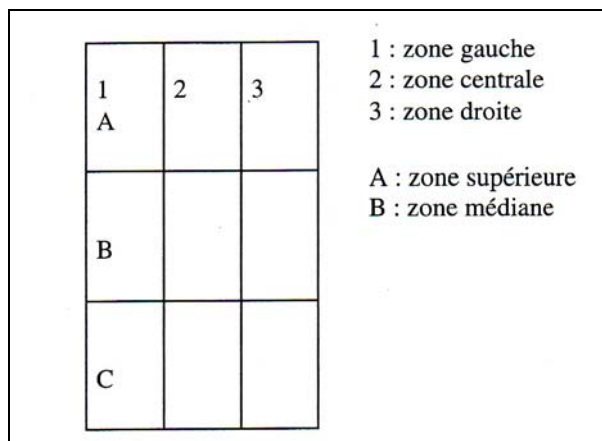 1 2 3
A
B
C
1 : zone gauche
2 : zone centrale
3 : zone droite
A : zone supérieure
B : zone médiane